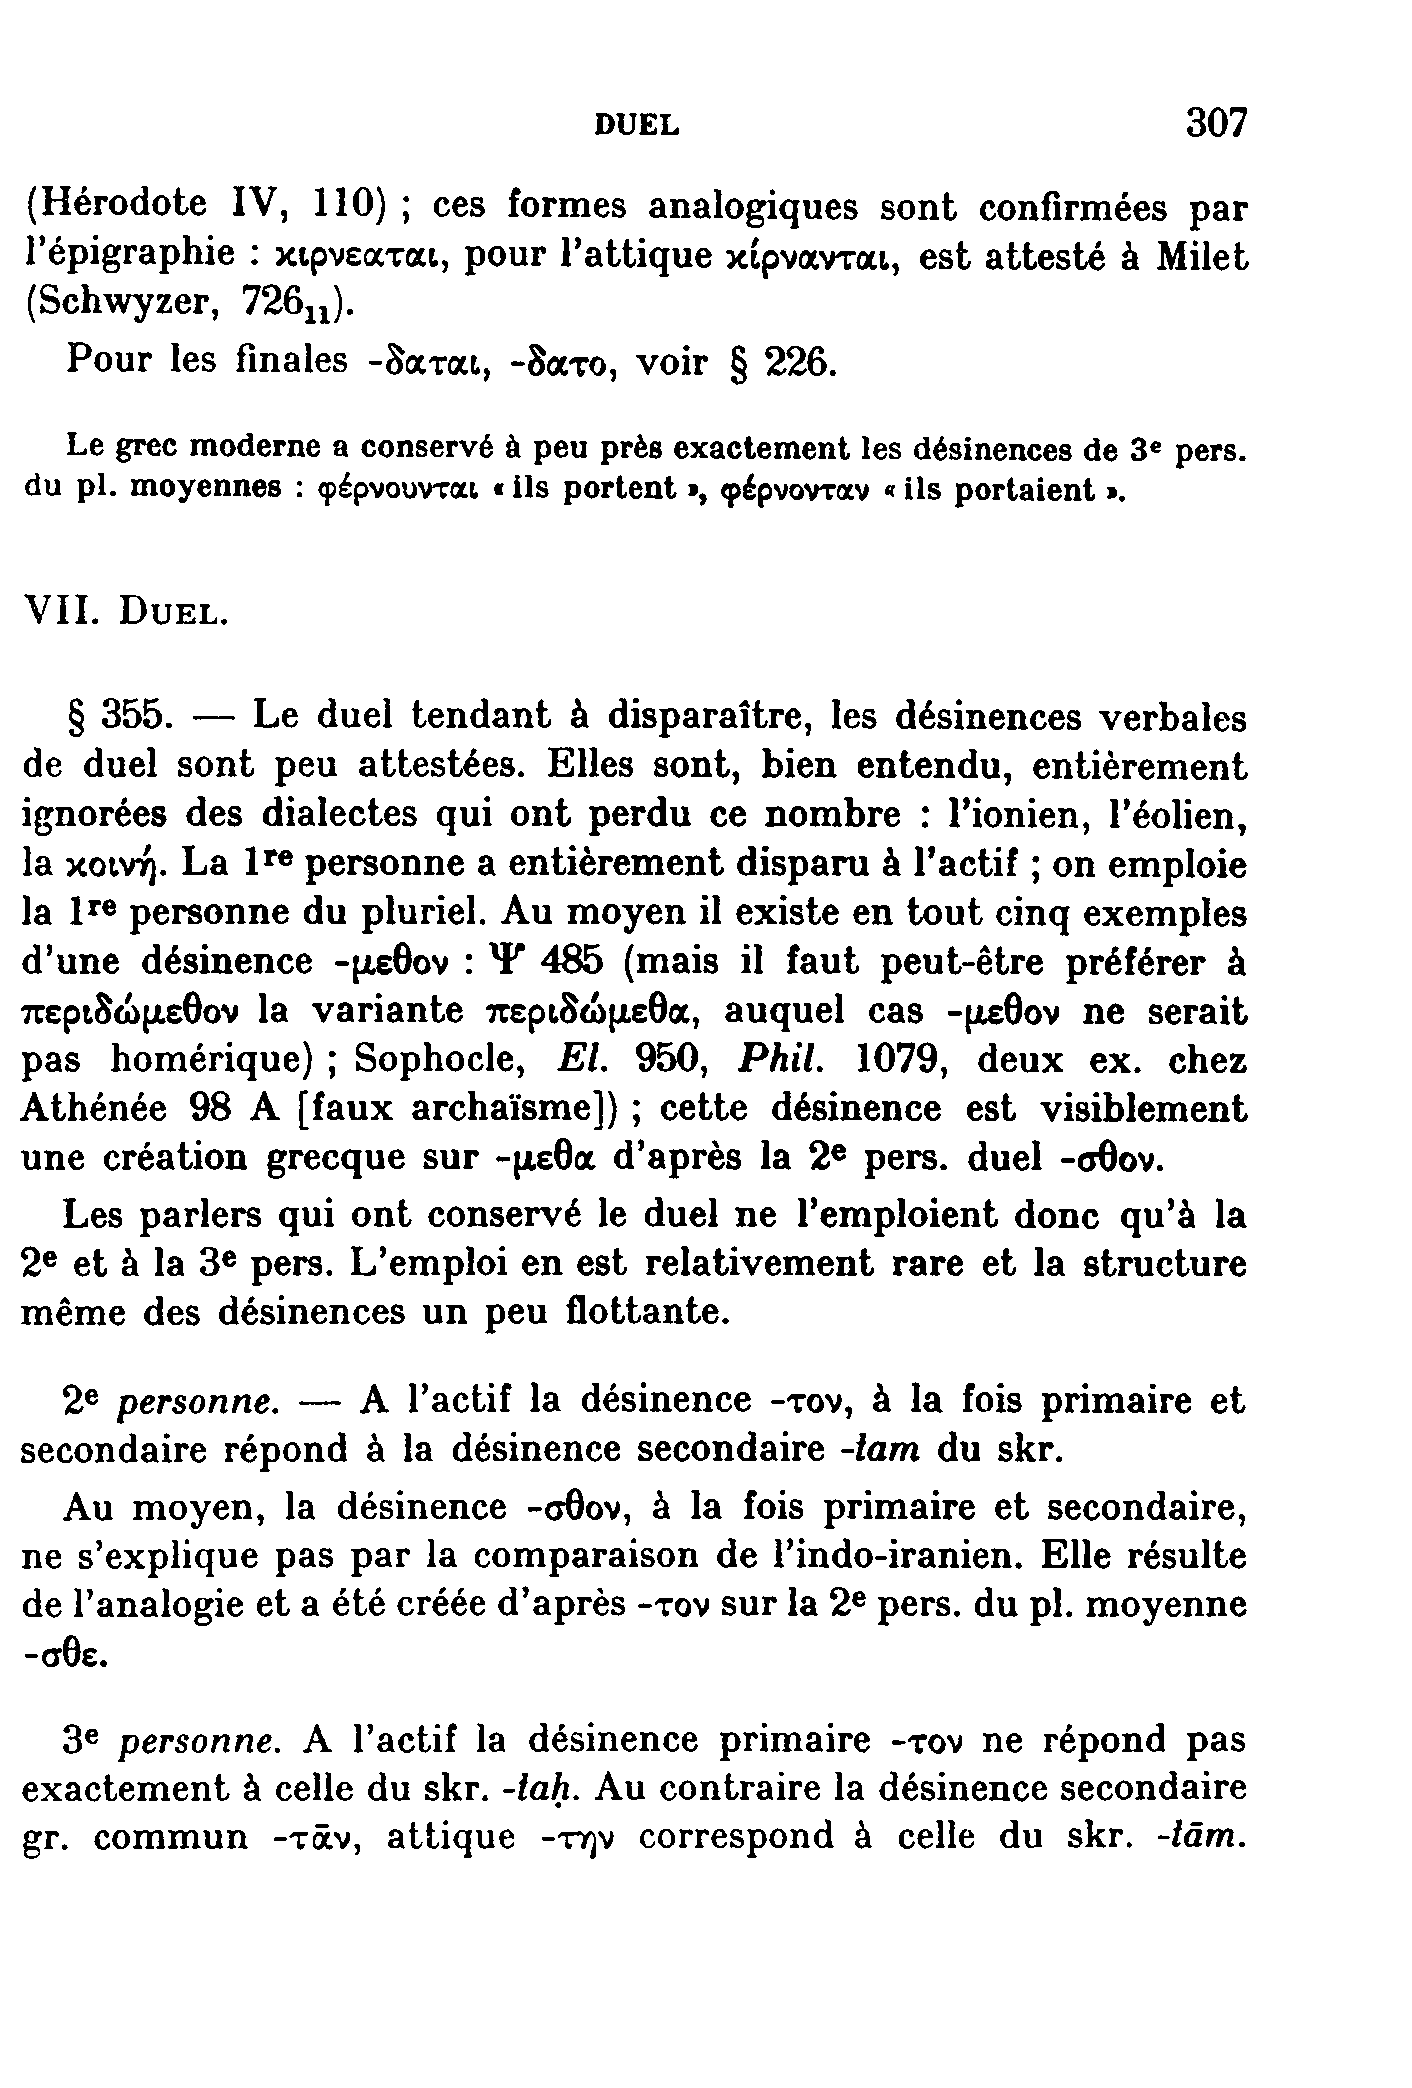 DUEL 307
(Hérodote IV, 110) ; ces formes analogiques sont confirmées par
l'épigraphie : κιρνεαται, pour l'attique κίρνανται, est attesté à Milet
(Schwyzer, 726₁₁).
Pour les finales -δαται, -δατο, voir § 226.
Le grec moderne a conservé à peu près exactement les désinences de 3ᵉ pers.
du pl. moyennes : φέρνουνται « ils portent », φέρνονταν « ils portaient ».
VII. DUEL.
§ 355. — Le duel tendant à disparaître, les désinences verbales
de duel sont peu attestées. Elles sont, bien entendu, entièrement
ignorées des dialectes qui ont perdu ce nombre : l'ionien, l'éolien,
la κοινή. La 1ʳᵉ personne a entièrement disparu à l'actif ; on emploie
la 1ʳᵉ personne du pluriel. Au moyen il existe en tout cinq exemples
d'une désinence -μεθον : Ψ 485 (mais il faut peut-être préférer à
περιδώμεθον la variante περιδώμεθα, auquel cas -μεθον ne serait
pas homérique) ; Sophocle, El. 950, Phil. 1079, deux ex. chez
Athénée 98 A [faux archaïsme]) ; cette désinence est visiblement
une création grecque sur -μεθα d'après la 2ᵉ pers. duel -σθον.
Les parlers qui ont conservé le duel ne l'emploient donc qu'à la
2ᵉ et à la 3ᵉ pers. L'emploi en est relativement rare et la structure
même des désinences un peu flottante.
2ᵉ personne. — A l'actif la désinence -τον, à la fois primaire et
secondaire répond à la désinence secondaire -tam du skr.
Au moyen, la désinence -σθον, à la fois primaire et secondaire,
ne s'explique pas par la comparaison de l'indo-iranien. Elle résulte
de l'analogie et a été créée d'après -τον sur la 2ᵉ pers. du pl. moyenne
-σθε.
3ᵉ personne. A l'actif la désinence primaire -τον ne répond pas
exactement à celle du skr. -taḥ. Au contraire la désinence secondaire
gr. commun -τᾱν, attique -την correspond à celle du skr. -tām.